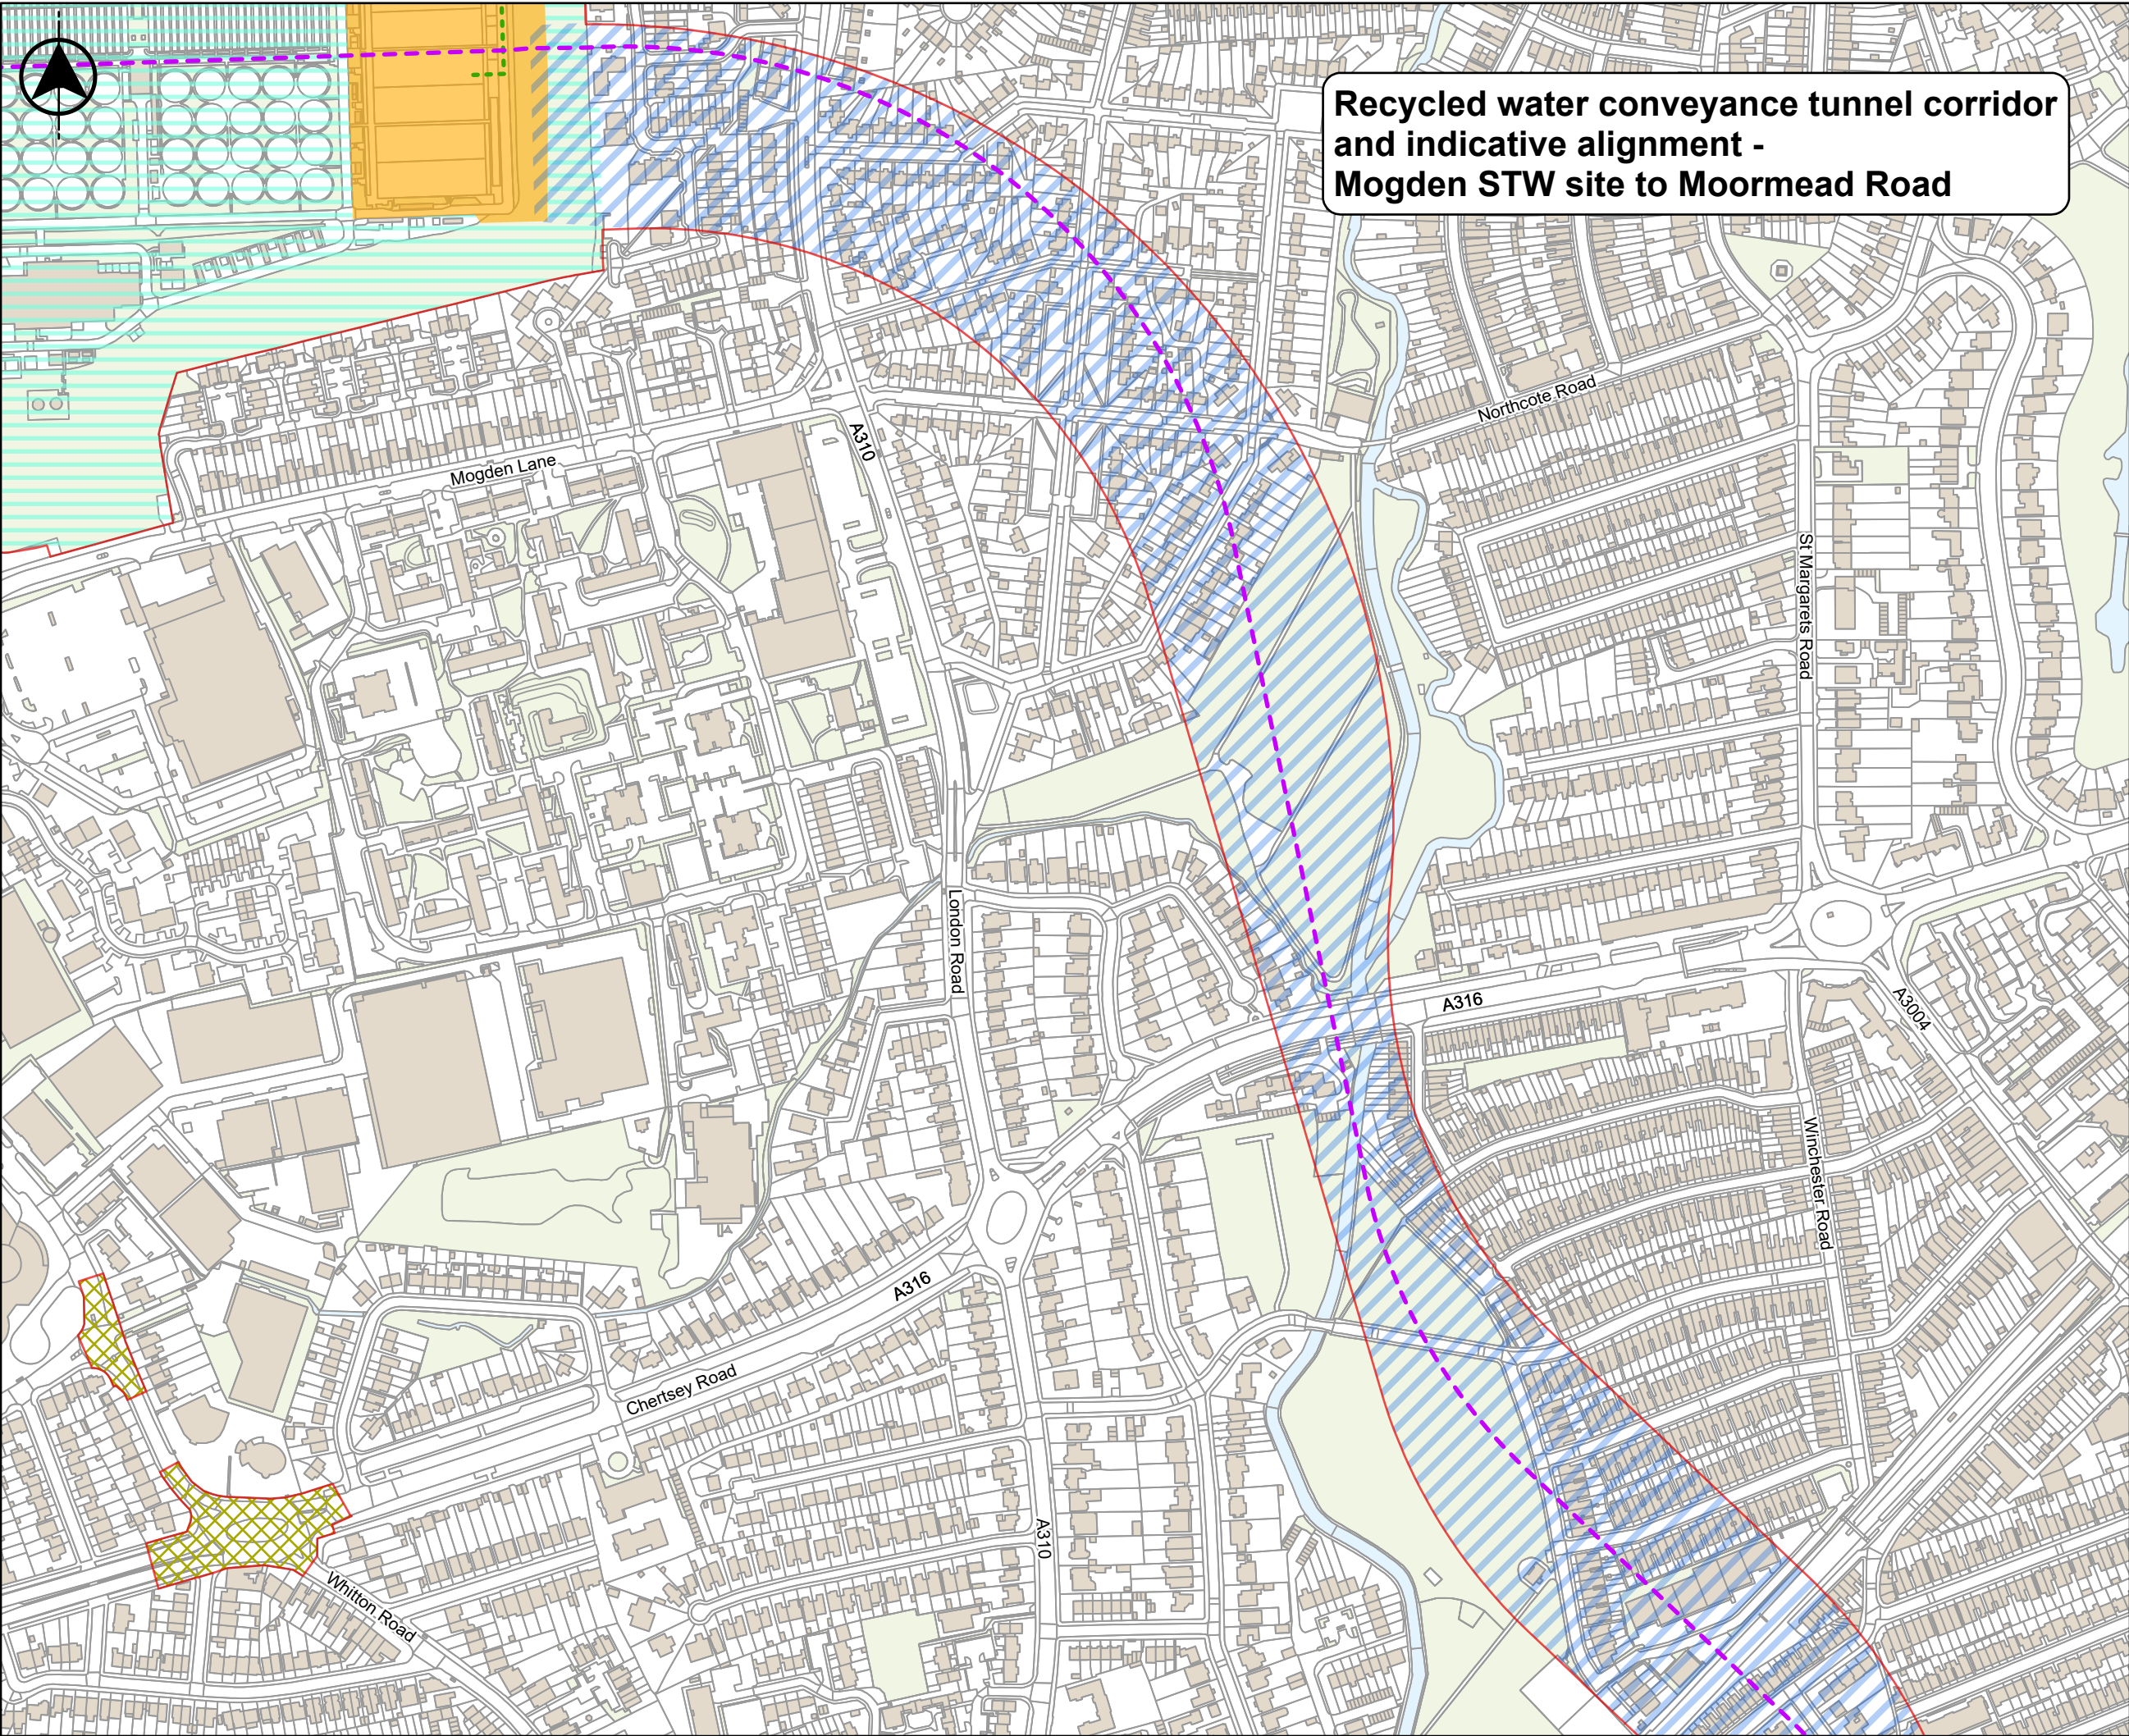 Recycled water conveyance tunnel corridor
and indicative alignment -
Mogden STW site to Moormead Road
Northcote Road
A310
Mogden Lane
St Margarets Road
London Road
A316
A3004
Winchester Road
A316
Chertsey Road
A310
Whitton Road